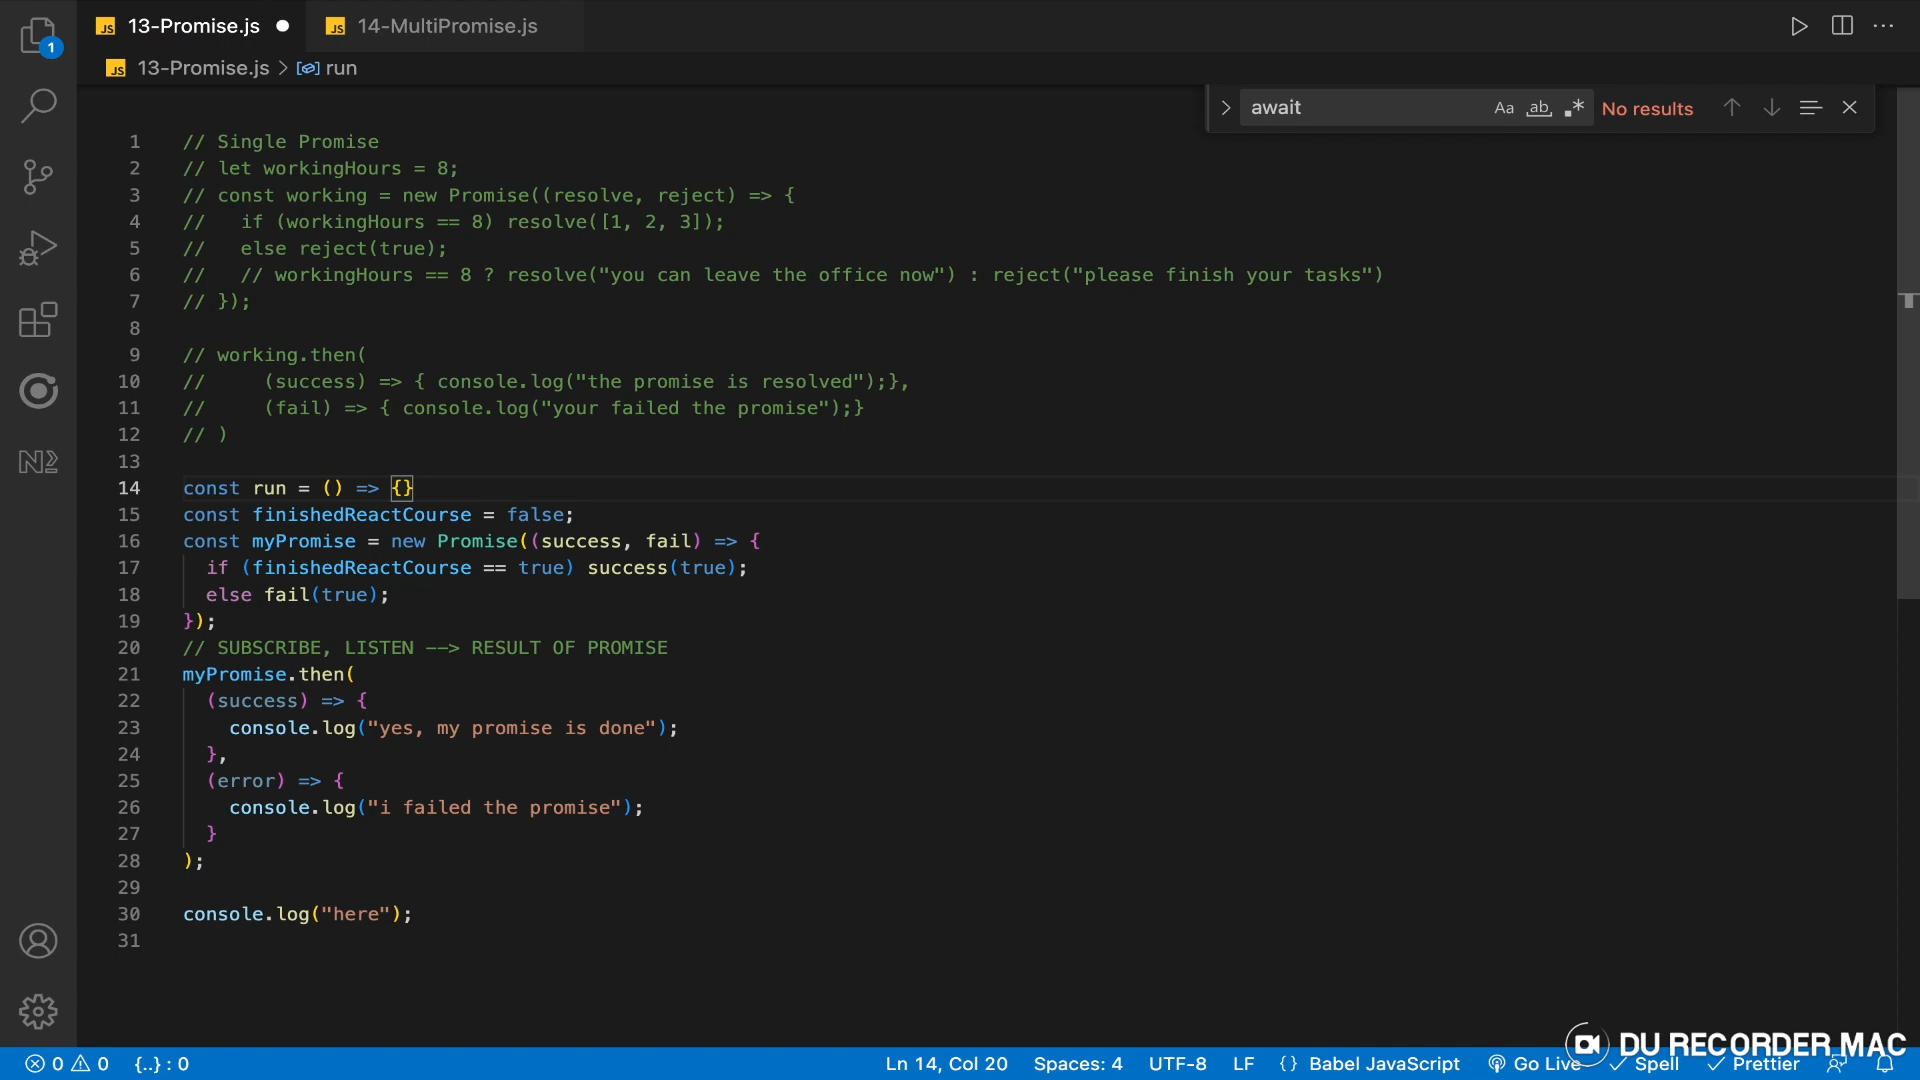 1
JS 13-Promise.js
JS 14-MultiPromise.js
JS 13-Promise.js > run
await
Aa ab .* No results
1 // Single Promise
2 // let workingHours = 8;
3 // const working = new Promise((resolve, reject) => {
4 //   if (workingHours == 8) resolve([1, 2, 3]);
5 //   else reject(true);
6 //   // workingHours == 8 ? resolve("you can leave the office now") : reject("please finish your tasks")
7 // });
8
9 // working.then(
10 //     (success) => { console.log("the promise is resolved");},
11 //     (fail) => { console.log("your failed the promise");}
12 // )
13
14 const run = () => {}
15 const finishedReactCourse = false;
16 const myPromise = new Promise((success, fail) => {
17   if (finishedReactCourse == true) success(true);
18   else fail(true);
19 });
20 // SUBSCRIBE, LISTEN --> RESULT OF PROMISE
21 myPromise.then(
22   (success) => {
23     console.log("yes, my promise is done");
24   },
25   (error) => {
26     console.log("i failed the promise");
27   }
28 );
29
30 console.log("here");
31
DU RECORDER MAC
0 0 {..} : 0 Ln 14, Col 20 Spaces: 4 UTF-8 LF {} Babel JavaScript Go Live Spell Prettier